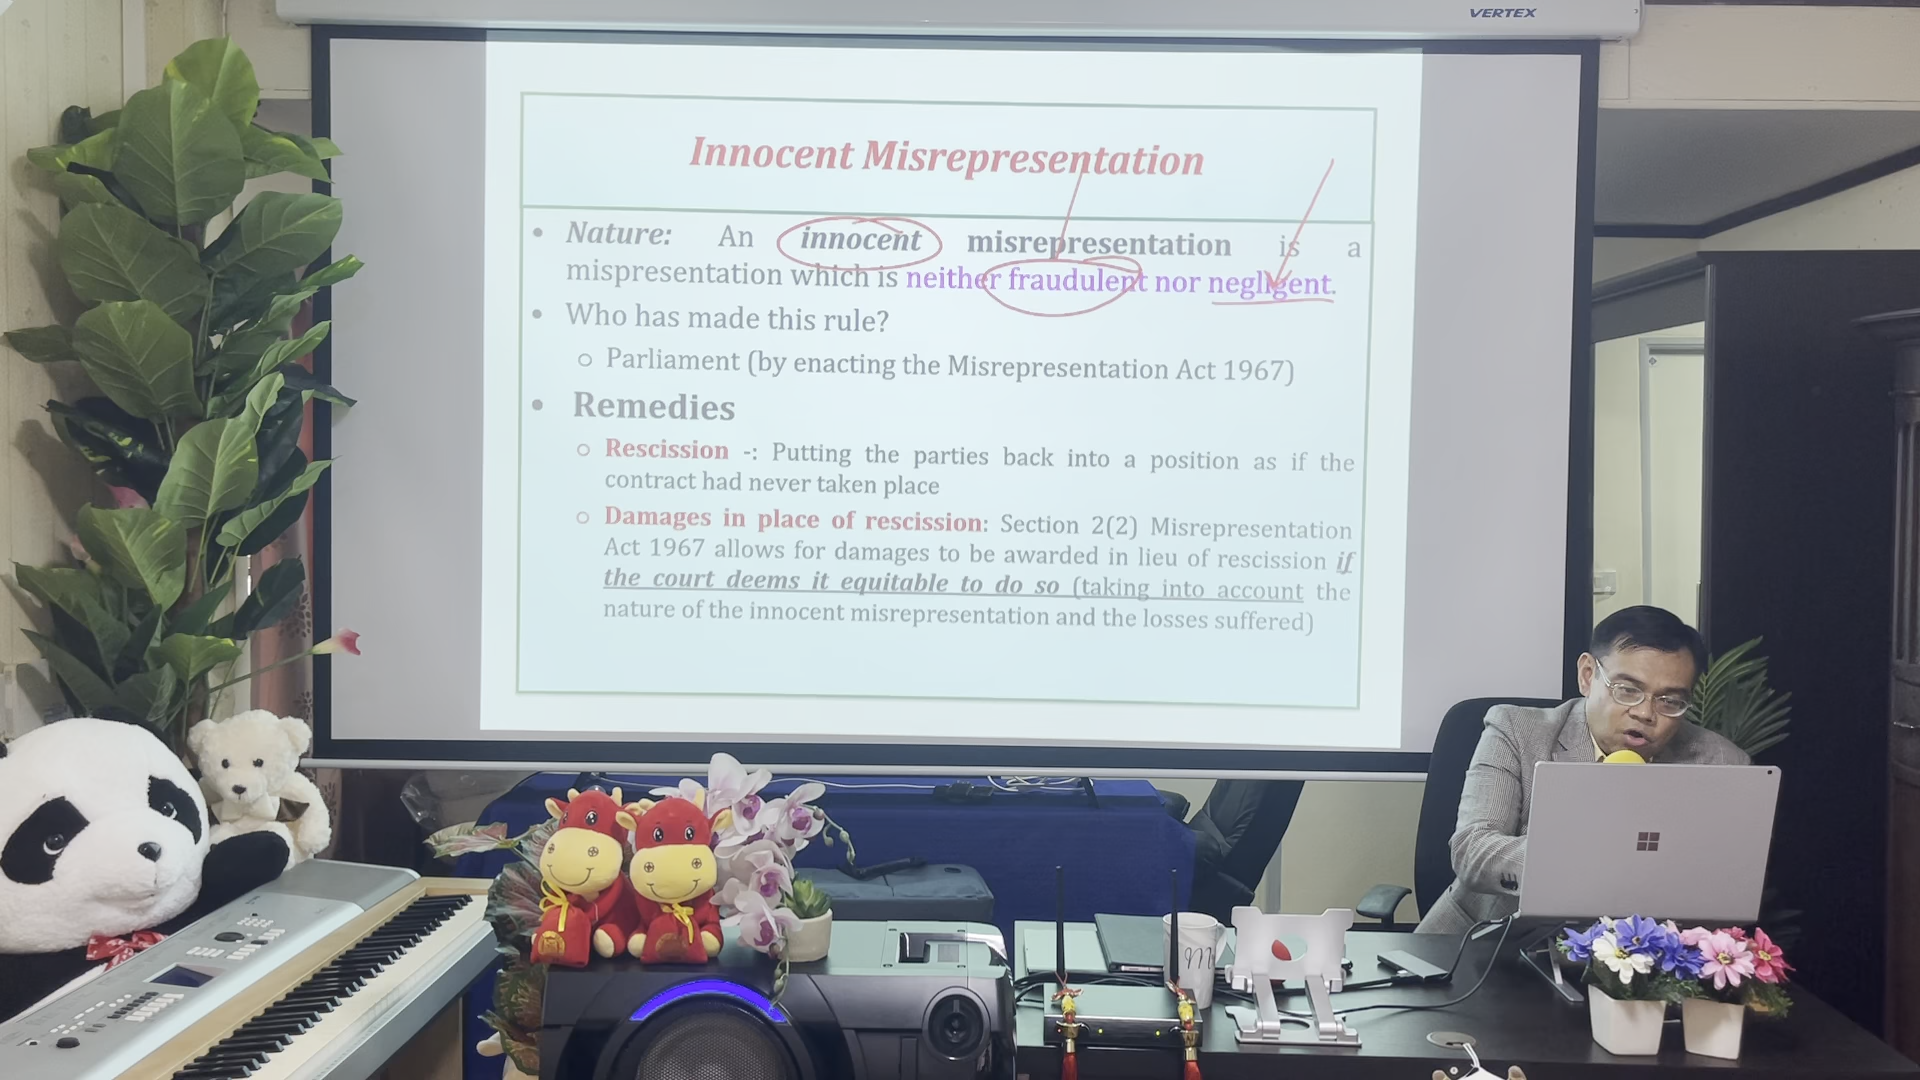 VERTEX
Innocent Misrepresentation
• Nature: An innocent misrepresentation is a
mispresentation which is neither fraudulent nor negligent.
• Who has made this rule?
o Parliament (by enacting the Misrepresentation Act 1967)
• Remedies
o Rescission -: Putting the parties back into a position as if the
contract had never taken place
o Damages in place of rescission: Section 2(2) Misrepresentation
Act 1967 allows for damages to be awarded in lieu of rescission if
the court deems it equitable to do so (taking into account the
nature of the innocent misrepresentation and the losses suffered)